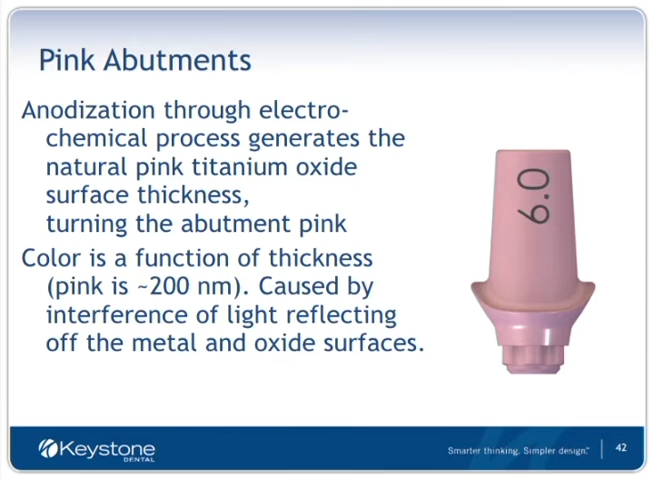 Pink Abutments
Anodization through electro-
chemical process generates the
natural pink titanium oxide
surface thickness,
turning the abutment pink
Color is a function of thickness
(pink is ~200 nm). Caused by
interference of light reflecting
off the metal and oxide surfaces.
6.0
Keystone
DENTAL
Smarter thinking. Simpler design.™
42